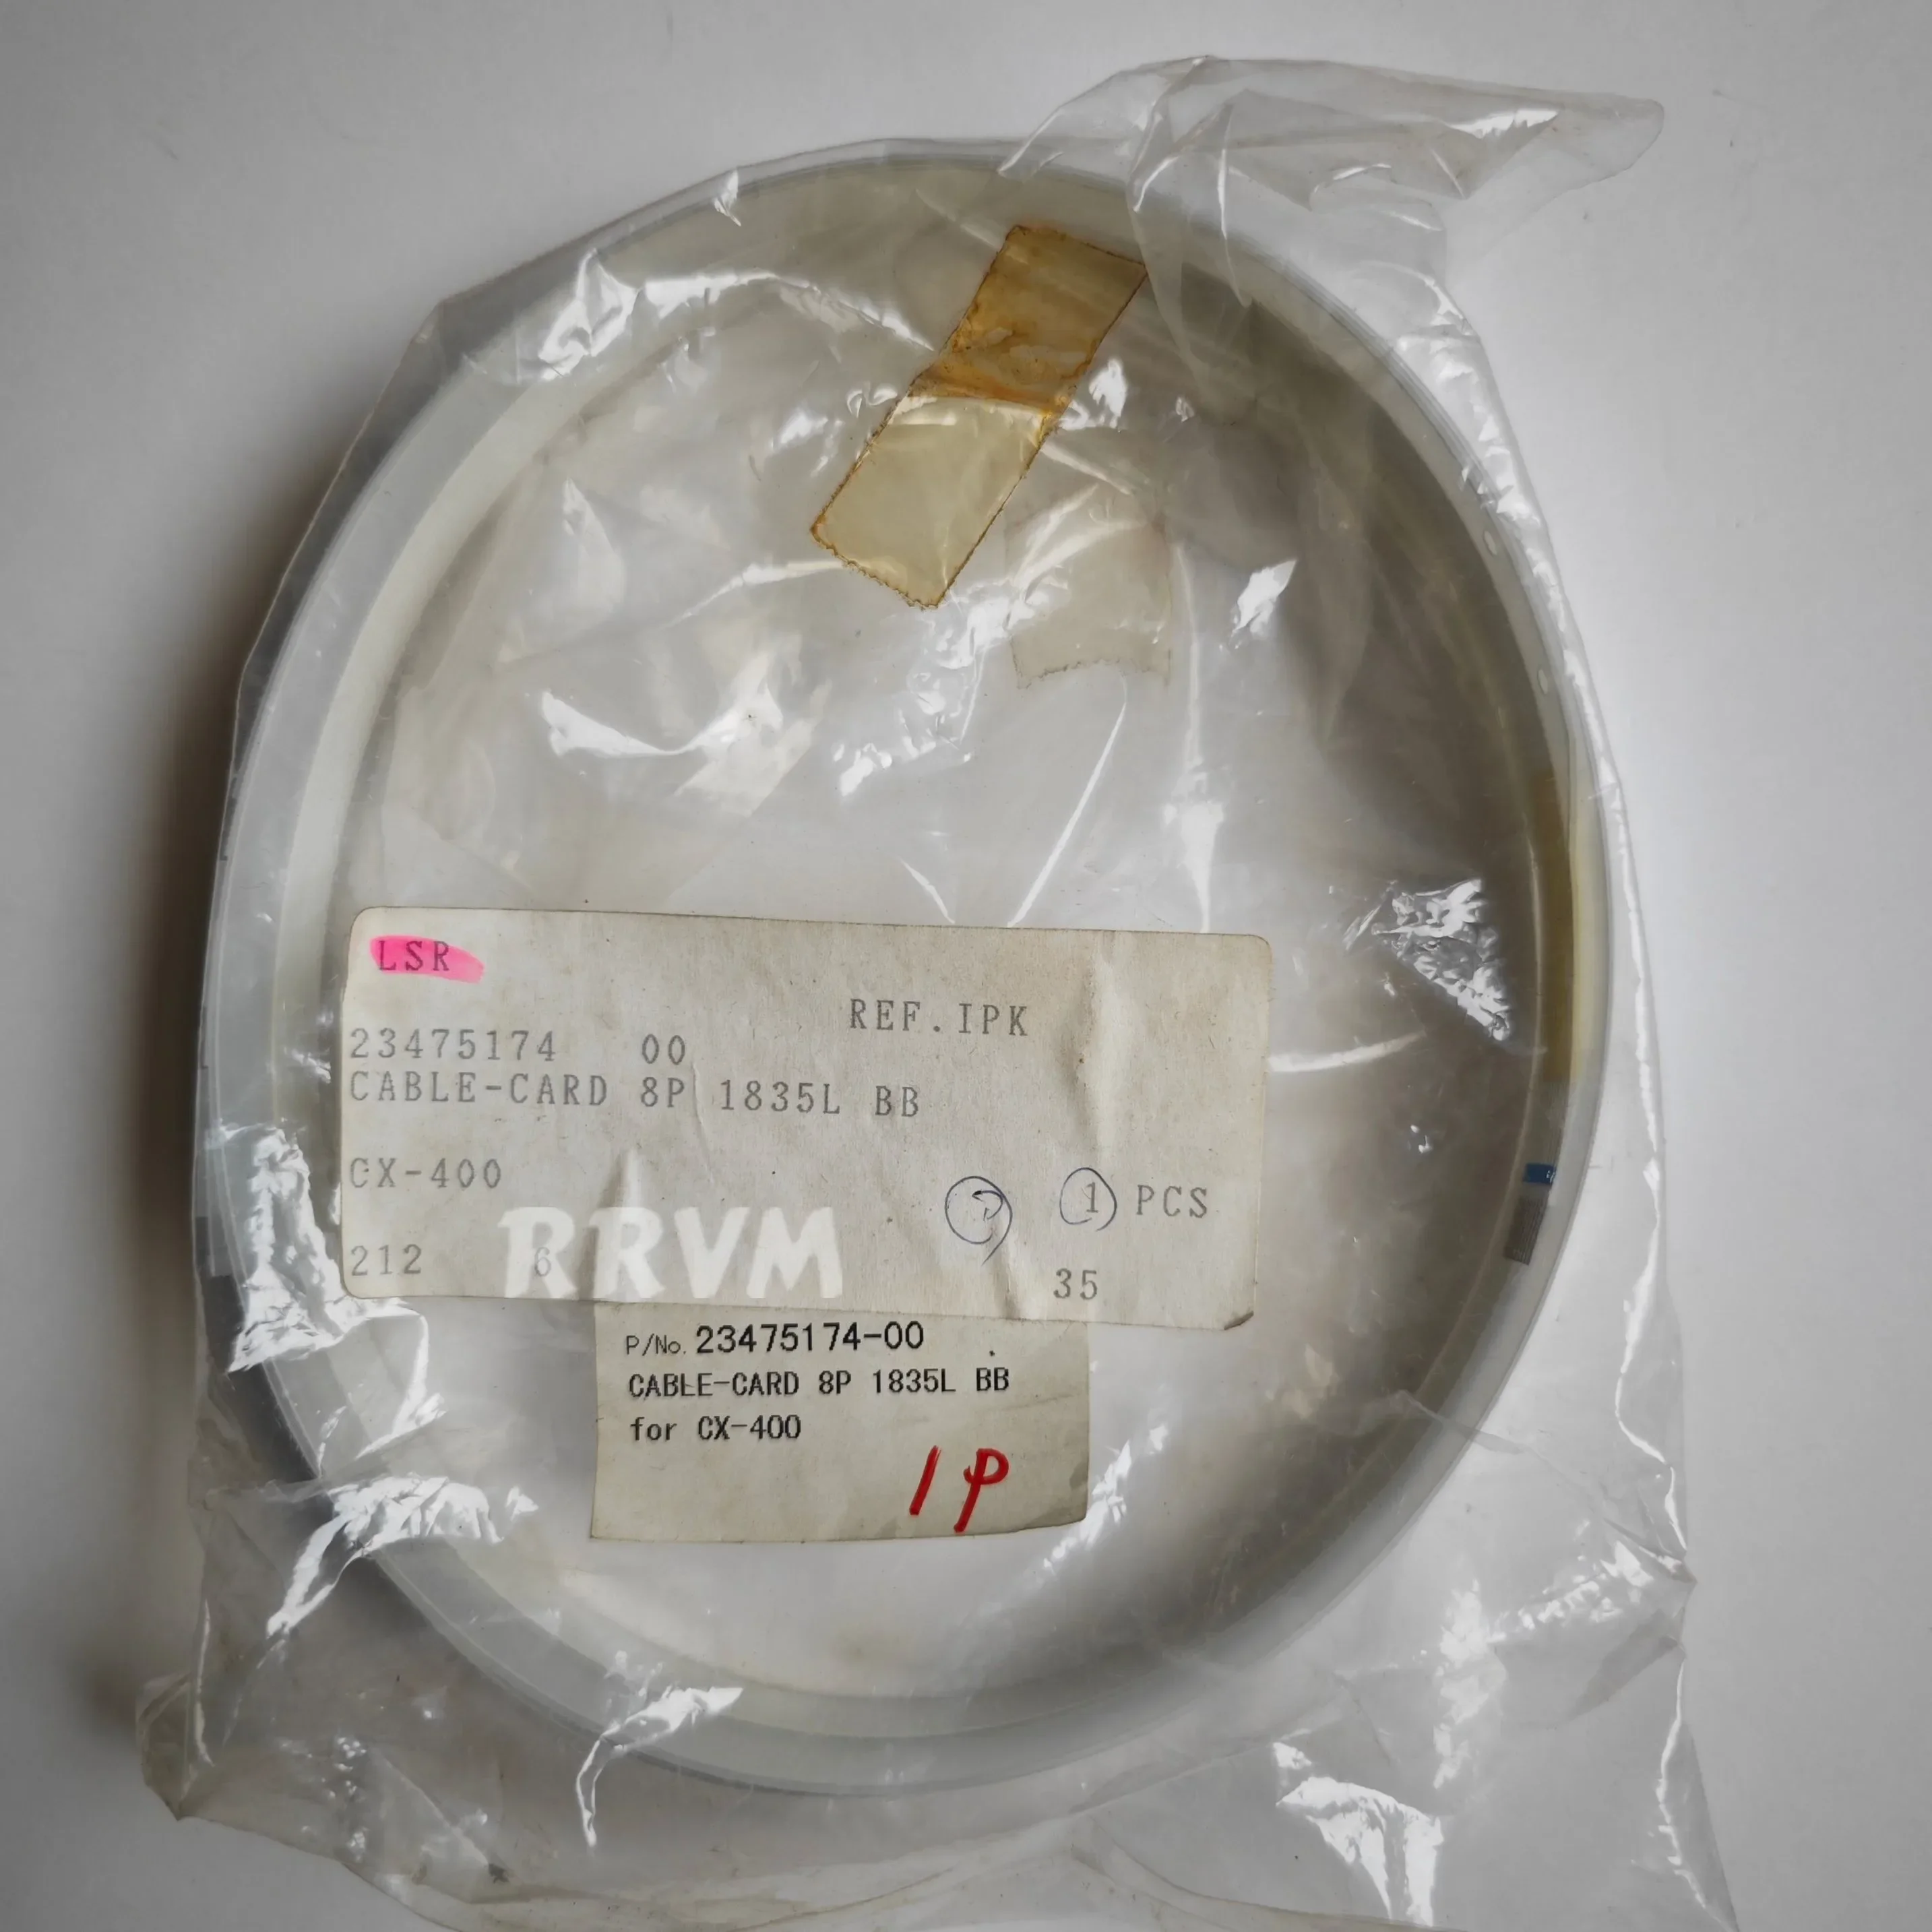 LSR
REF.IPK
23475174 00
CABLE-CARD 8P 1835L BB
CX-400
1 PCS
RRVM
212 6
35
P/No. 23475174-00
CABLE-CARD 8P 1835L BB
for CX-400
1P